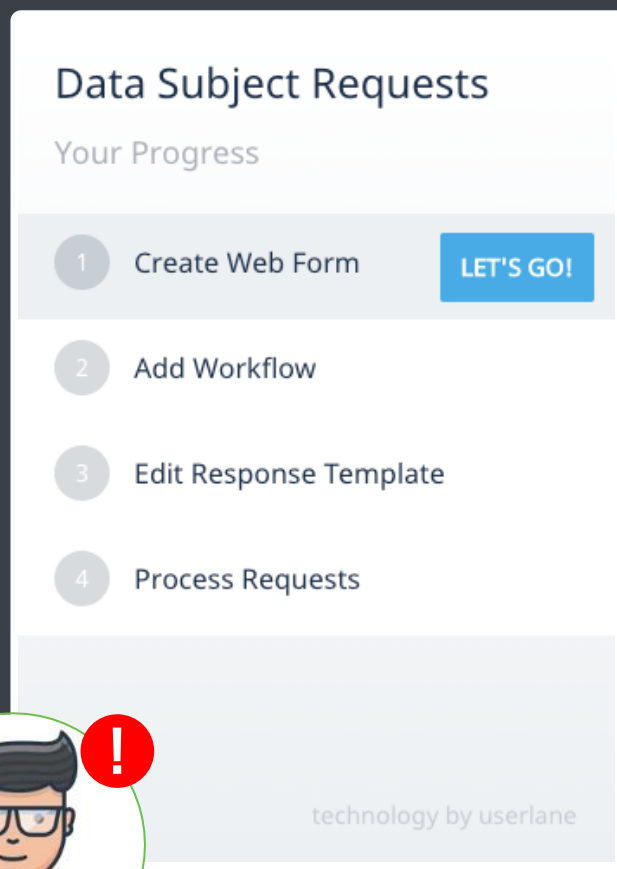 Data Subject Requests
Your Progress
1 Create Web Form LET'S GO!
2 Add Workflow
3 Edit Response Template
4 Process Requests
!
technology by userlane